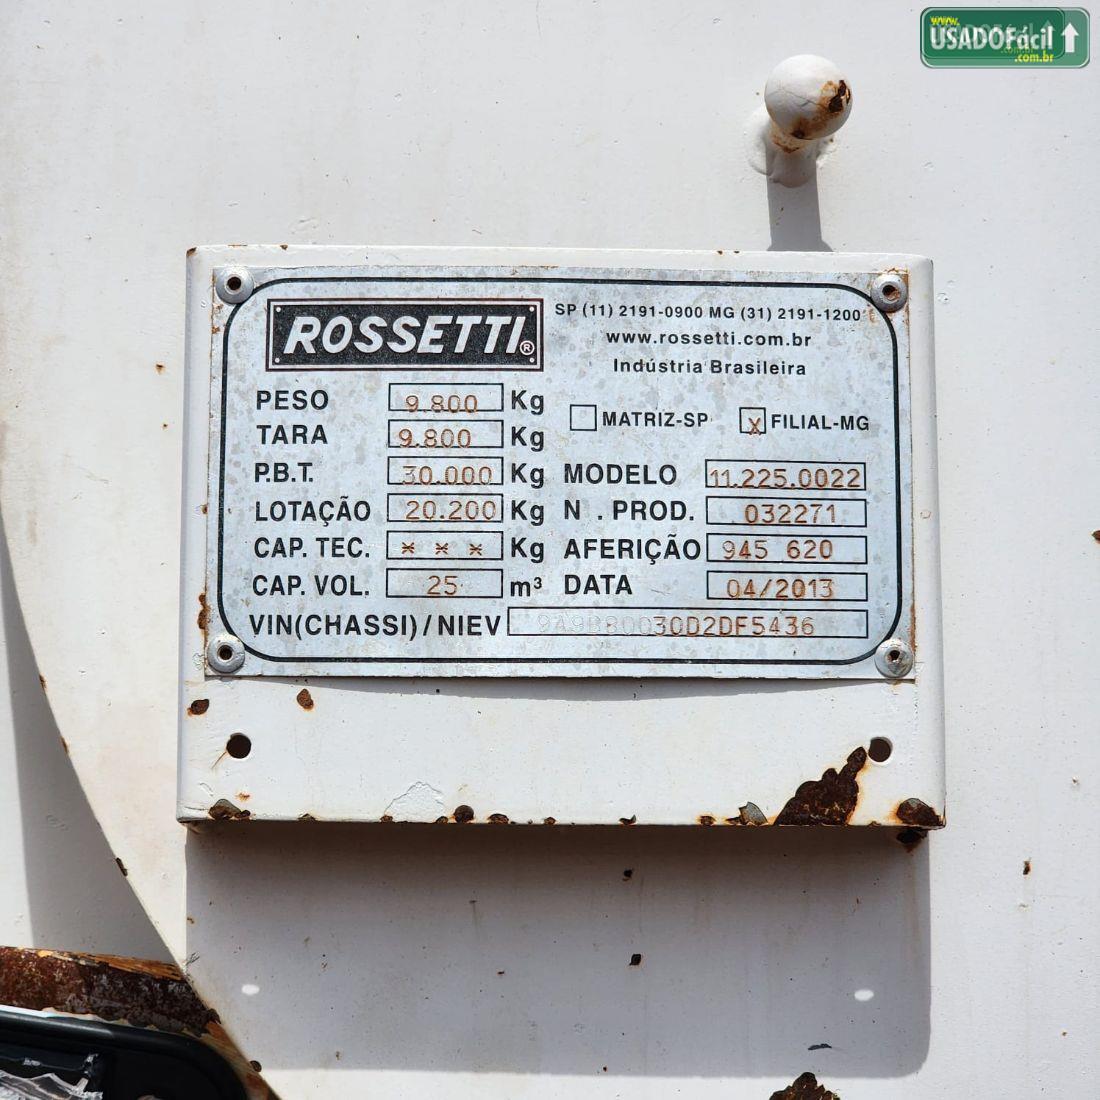 www.
USADOFácil
.com.br
ROSSETTI®
SP (11) 2191-0900 MG (31) 2191-1200
www.rossetti.com.br
Indústria Brasileira
PESO 9.800 Kg
MATRIZ-SP X FILIAL-MG
TARA 9.800 Kg
P.B.T. 30.000 Kg MODELO 11.225.0022
LOTAÇÃO 20.200 Kg N . PROD. 032271
CAP. TEC. * * * Kg AFERIÇÃO 945 620
CAP. VOL. 25 m³ DATA 04/2013
VIN(CHASSI)/NIEV 9A9BB0030D2DF5436